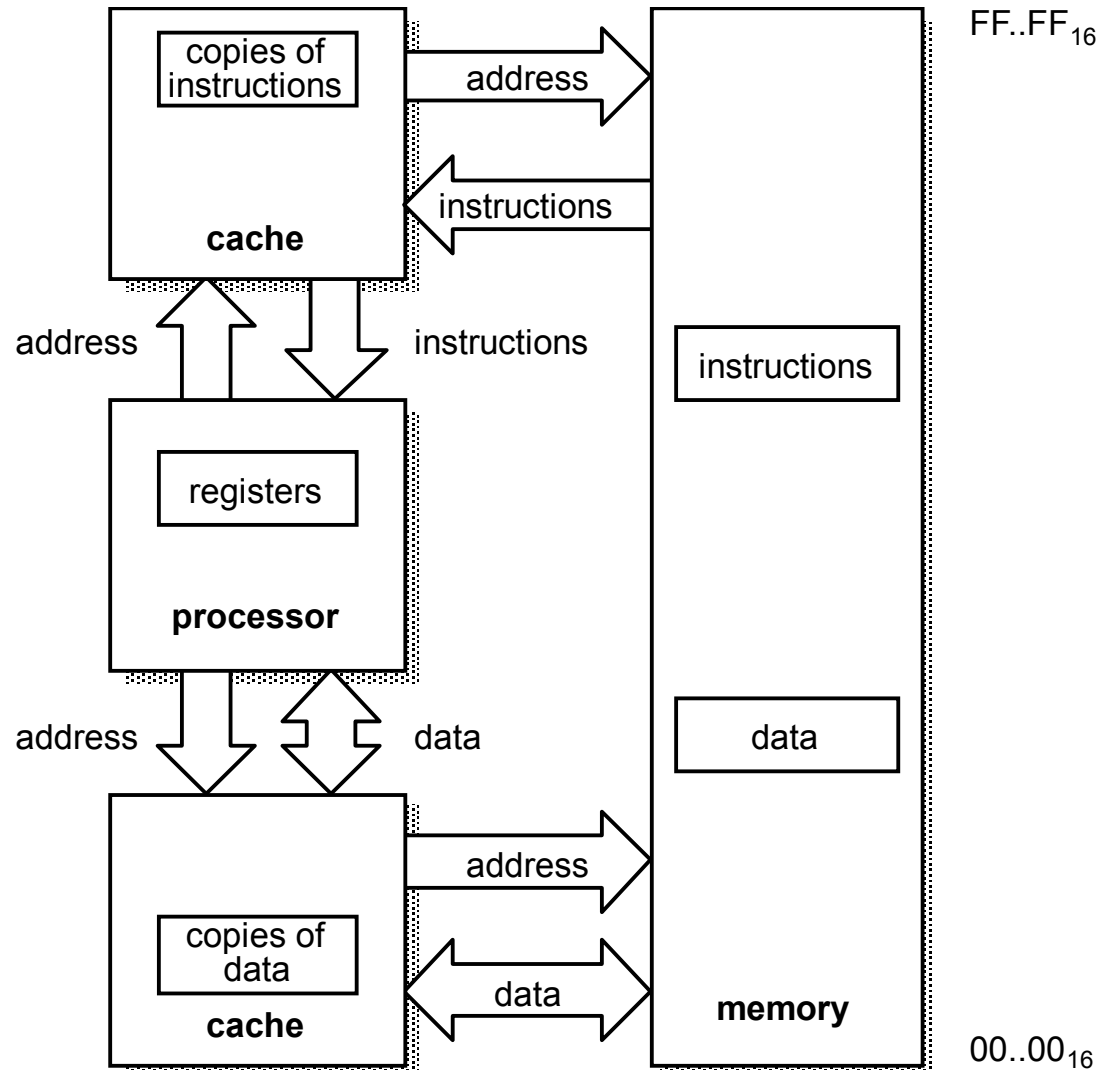 FF..FF₁₆
copies of
instructions
address
instructions
cache
address
instructions
instructions
registers
processor
address
data
data
address
copies of
data
data
cache
memory
00..00₁₆